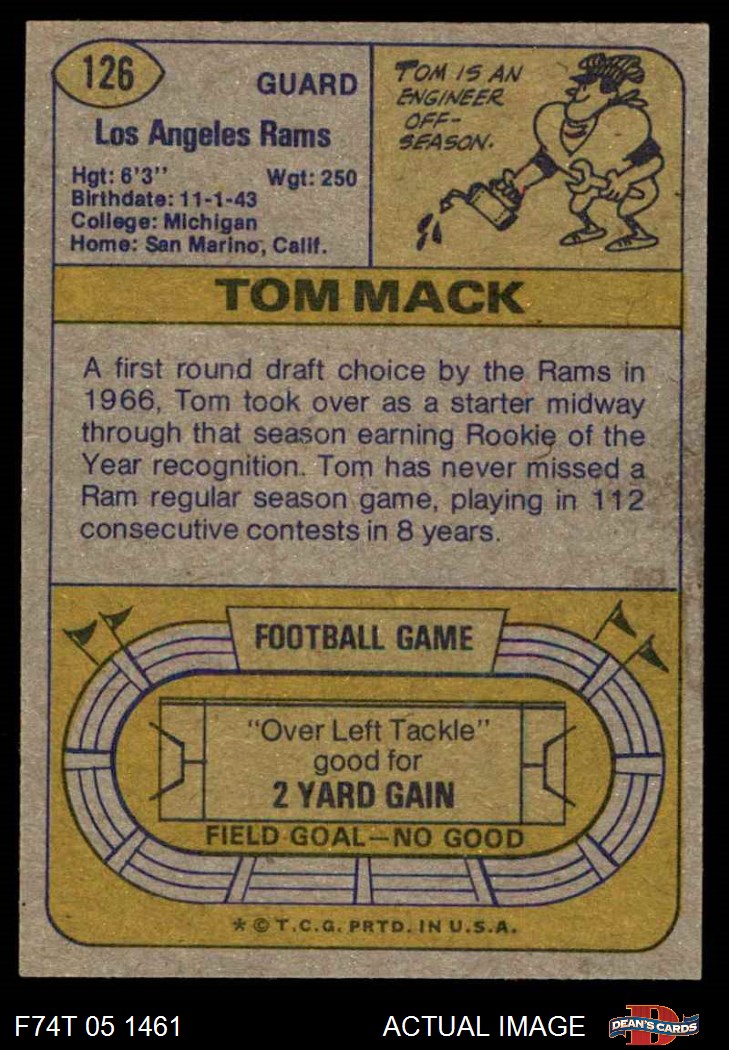 126
GUARD
Los Angeles Rams
Hgt: 6'3" Wgt: 250
Birthdate: 11-1-43
College: Michigan
Home: San Marino, Calif.
TOM IS AN
ENGINEER
OFF-
SEASON.
TOM MACK
A first round draft choice by the Rams in
1966, Tom took over as a starter midway
through that season earning Rookie of the
Year recognition. Tom has never missed a
Ram regular season game, playing in 112
consecutive contests in 8 years.
FOOTBALL GAME
"Over Left Tackle"
good for
2 YARD GAIN
FIELD GOAL—NO GOOD
* © T.C.G. PRTD. IN U.S.A.
F74T 05 1461 ACTUAL IMAGE
DEAN'S CARDS